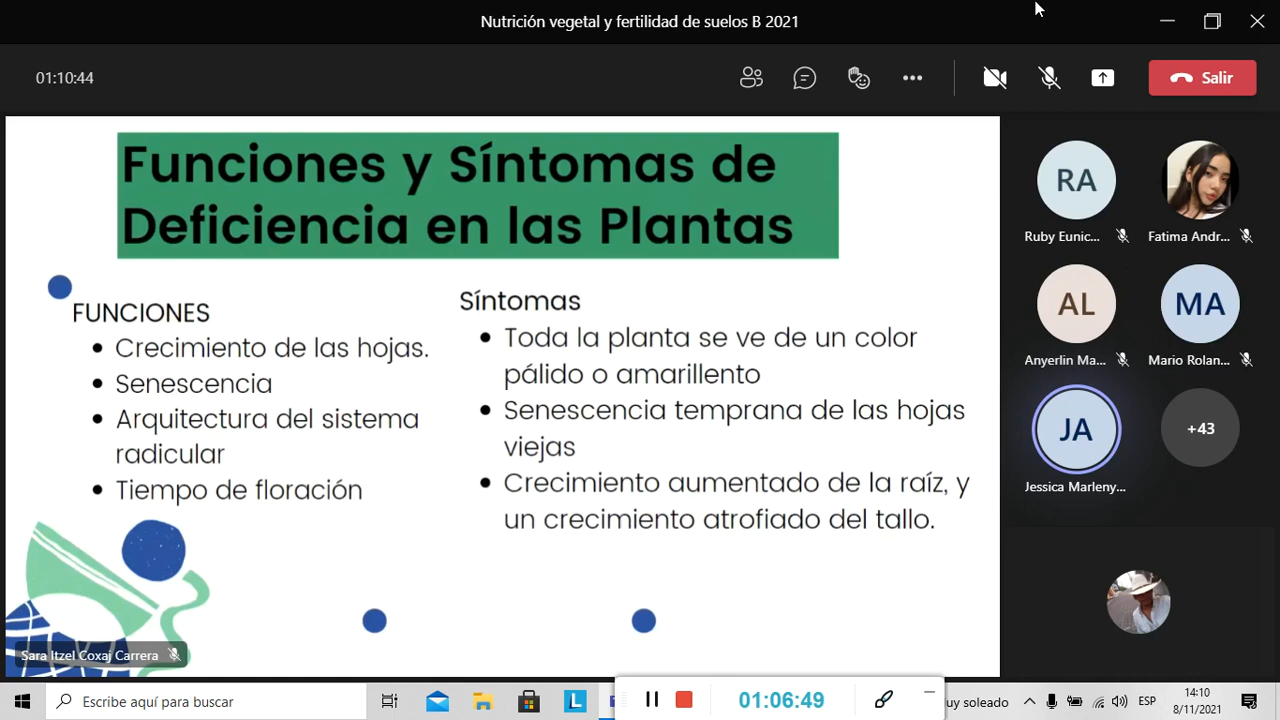 Nutrición vegetal y fertilidad de suelos B 2021
01:10:44
Salir
Funciones y Síntomas de
Deficiencia en las Plantas
FUNCIONES
Crecimiento de las hojas.
Senescencia
Arquitectura del sistema
radicular
Tiempo de floración
Síntomas
Toda la planta se ve de un color
pálido o amarillento
Senescencia temprana de las hojas
viejas
Crecimiento aumentado de la raíz, y
un crecimiento atrofiado del tallo.
Sara Itzel Coxaj Carrera
RA
Ruby Eunic...
Fatima Andr...
AL
MA
Anyerlin Ma...
Mario Rolan...
JA
+43
Jessica Marleny...
Escribe aquí para buscar
L
01:06:49
uy soleado
ESP
14:10
8/11/2021